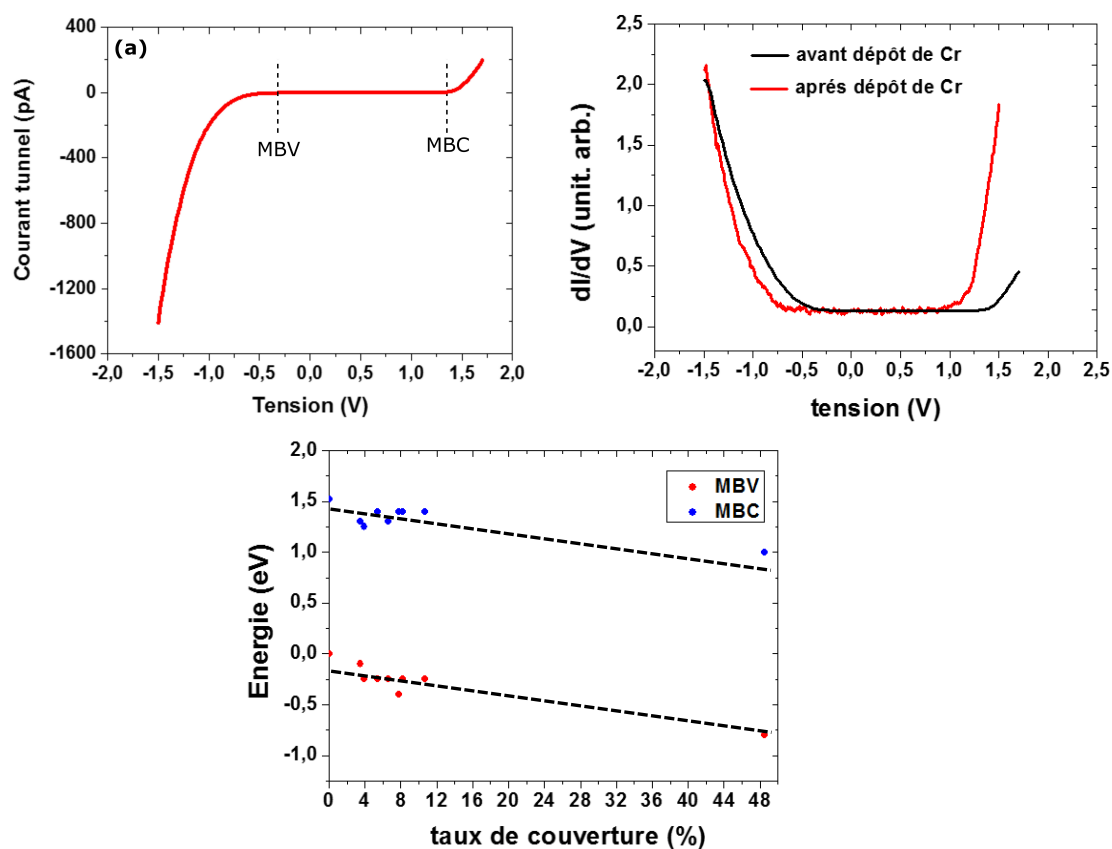 (a)
400
0
-400
-800
-1200
-1600
Courant tunnel (pA)
MBV
MBC
-2,0 -1,5 -1,0 -0,5 0,0 0,5 1,0 1,5 2,0
Tension (V)
2,5
2,0
1,5
1,0
0,5
0,0
dI/dV (unit. arb.)
avant dépôt de Cr
aprés dépôt de Cr
-2,0 -1,5 -1,0 -0,5 0,0 0,5 1,0 1,5 2,0 2,5
tension (V)
2,0
1,5
1,0
0,5
0,0
-0,5
-1,0
Energie (eV)
MBV
MBC
0 4 8 12 16 20 24 28 32 36 40 44 48
taux de couverture (%)